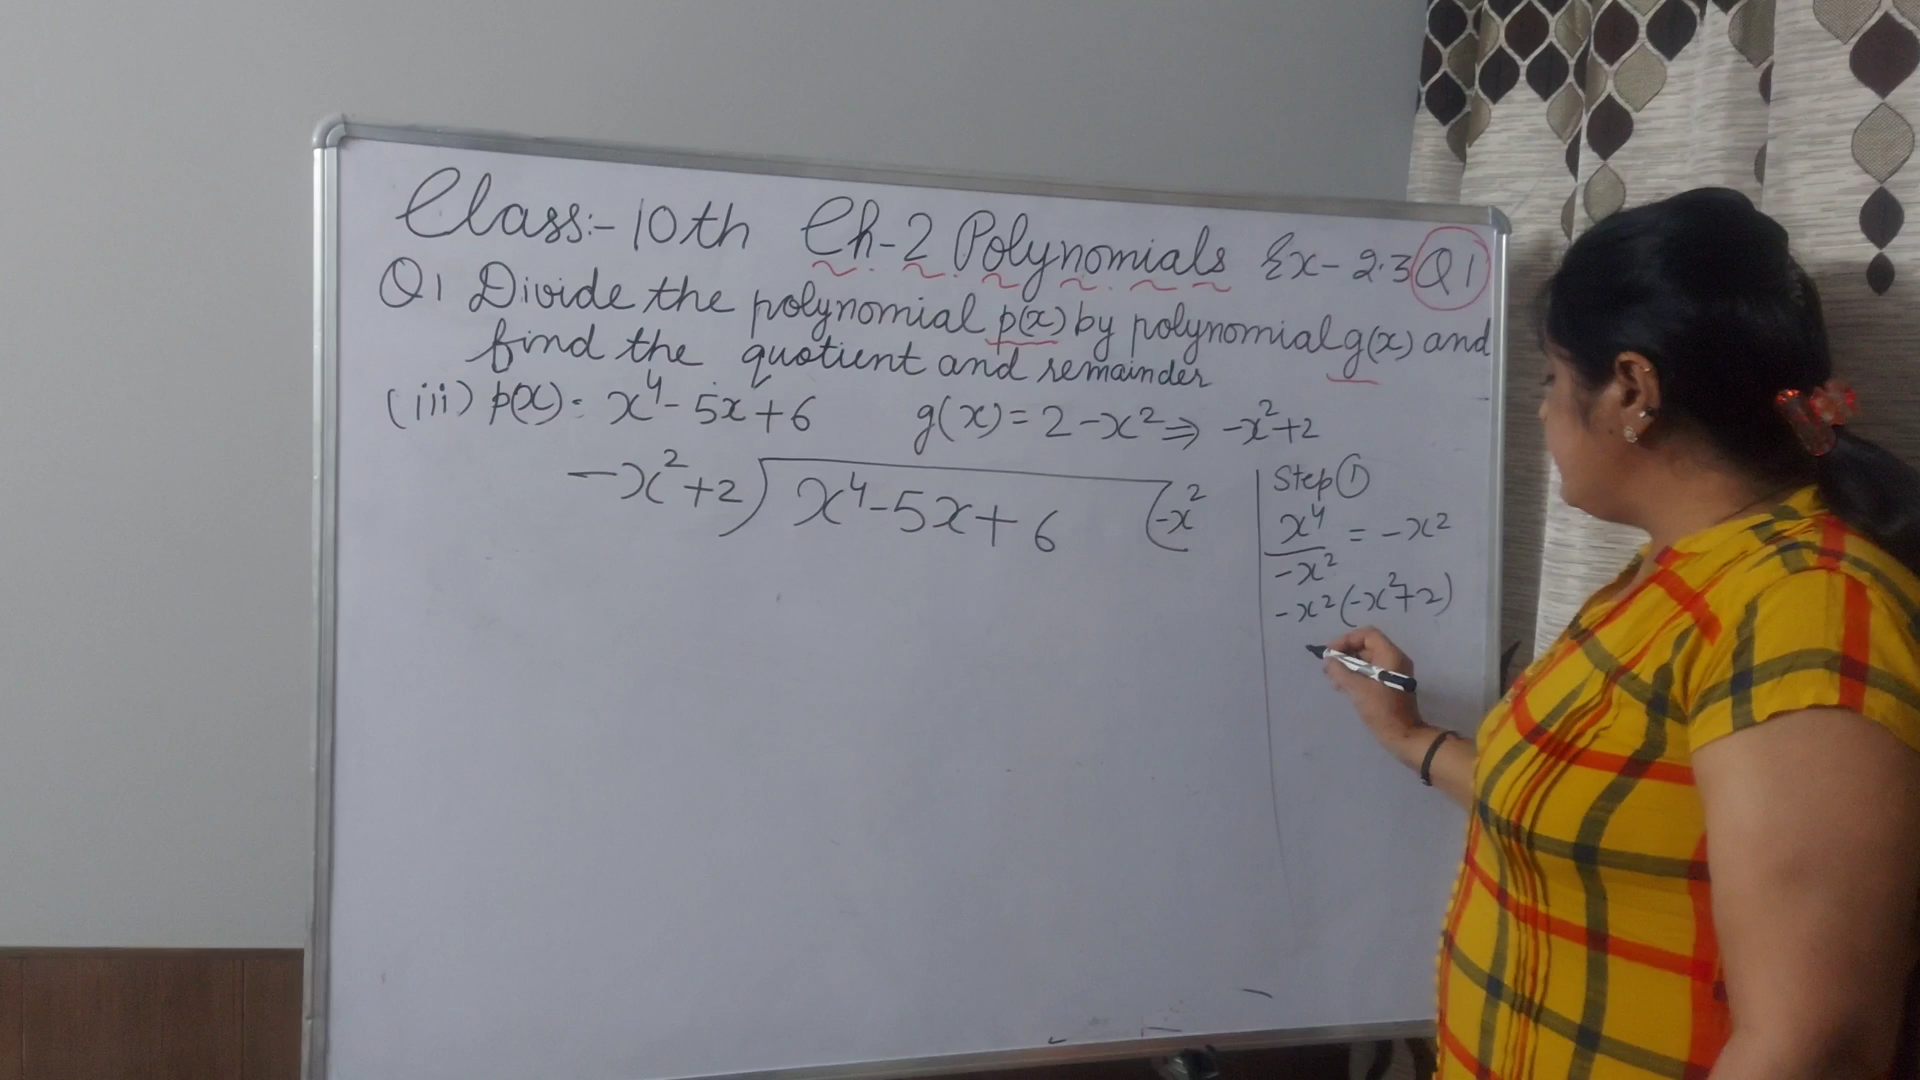 Class:- 10th Ch-2 Polynomials Ex-2.3 Q1
Q1 Divide the polynomial p(x) by polynomial g(x) and
find the quotient and remainder
(iii) p(x) = x⁴ - 5x + 6 g(x) = 2 - x² ⇒ -x² + 2
-x² + 2 ) x⁴ - 5x + 6 ( -x²
Step ①
x⁴/-x² = -x²
-x² (-x² + 2)